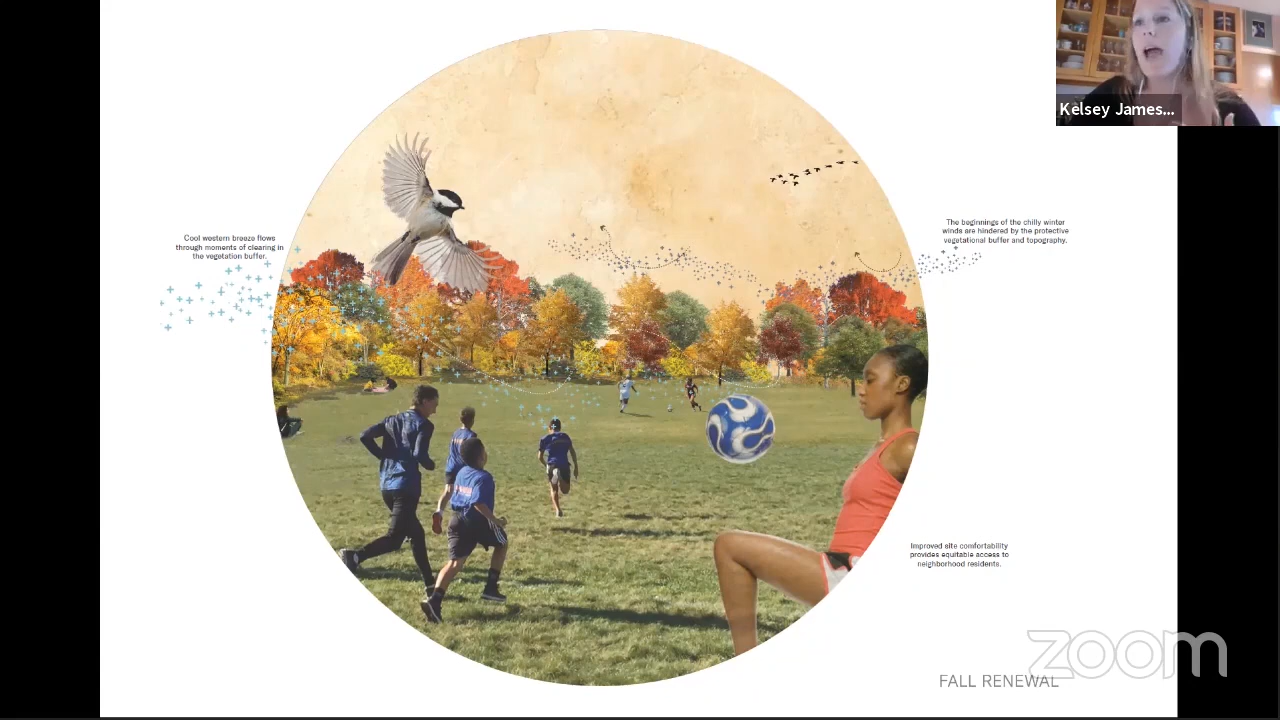 Kelsey James...
Cool western breeze flows
through moments of clearing in
the vegetation buffer.
The beginnings of the chilly winter
winds are hindered by the protective
vegetational buffer and topography.
Improved site comfortability
provides equitable access to
neighborhood residents.
zoom
FALL RENEWAL